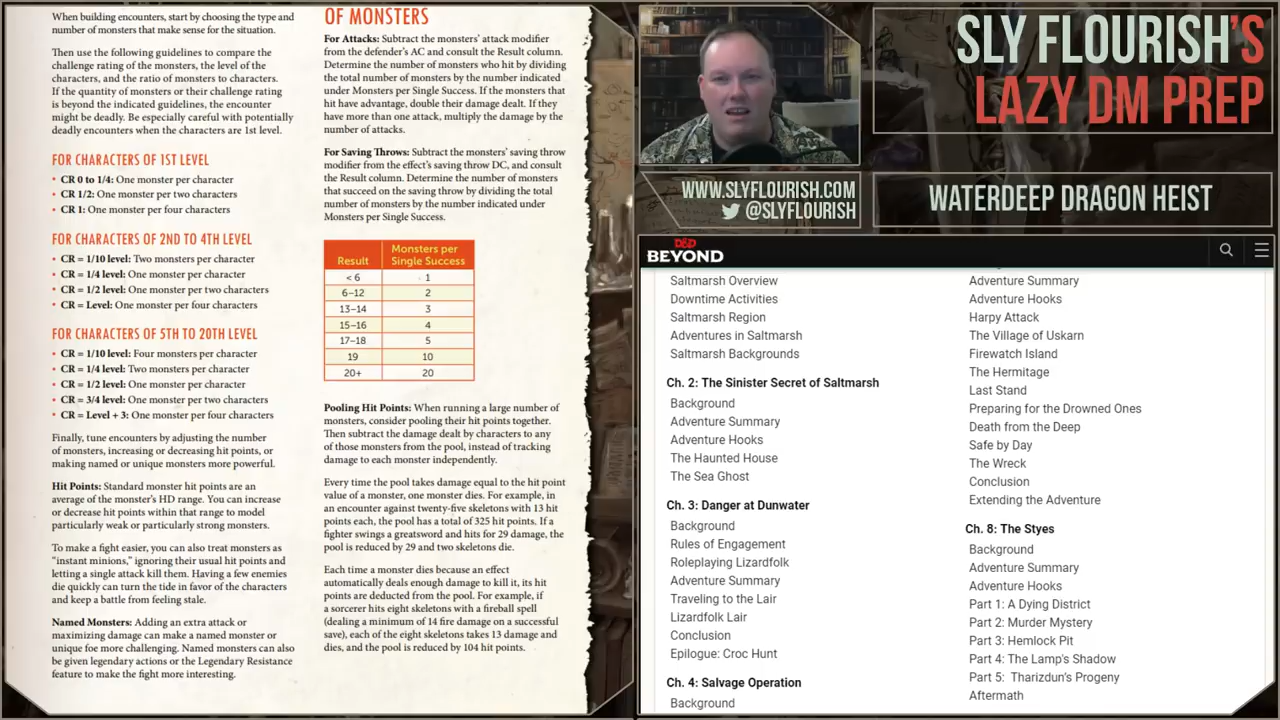 When building encounters, start by choosing the type and
number of monsters that make sense for the situation.
Then use the following guidelines to compare the
challenge rating of the monsters, the level of the
characters, and the ratio of monsters to characters.
If the quantity of monsters or their challenge rating
is beyond the indicated guidelines, the encounter
might be deadly. Be especially careful with potentially
deadly encounters when the characters are 1st level.
FOR CHARACTERS OF 1ST LEVEL
• CR 0 to 1/4: One monster per character
• CR 1/2: One monster per two characters
• CR 1: One monster per four characters
FOR CHARACTERS OF 2ND TO 4TH LEVEL
• CR = 1/10 level: Two monsters per character
• CR = 1/4 level: One monster per character
• CR = 1/2 level: One monster per two characters
• CR = Level: One monster per four characters
FOR CHARACTERS OF 5TH TO 20TH LEVEL
• CR = 1/10 level: Four monsters per character
• CR = 1/4 level: Two monsters per character
• CR = 1/2 level: One monster per character
• CR = 3/4 level: One monster per two characters
• CR = Level + 3: One monster per four characters
Finally, tune encounters by adjusting the number
of monsters, increasing or decreasing hit points, or
making named or unique monsters more powerful.
Hit Points: Standard monster hit points are an
average of the monster's HD range. You can increase
or decrease hit points within that range to model
particularly weak or particularly strong monsters.
To make a fight easier, you can also treat monsters as
“instant minions,” ignoring their usual hit points and
letting a single attack kill them. Having a few enemies
die quickly can turn the tide in favor of the characters
and keep a battle from feeling stale.
Named Monsters: Adding an extra attack or
maximizing damage can make a named monster or
unique foe more challenging. Named monsters can also
be given legendary actions or the Legendary Resistance
feature to make the fight more interesting.
OF MONSTERS
For Attacks: Subtract the monsters' attack modifier
from the defender's AC and consult the Result column.
Determine the number of monsters who hit by dividing
the total number of monsters by the number indicated
under Monsters per Single Success. If the monsters that
hit have advantage, double their damage dealt. If they
have more than one attack, multiply the damage by the
number of attacks.
For Saving Throws: Subtract the monsters' saving throw
modifier from the effect's saving throw DC, and consult
the Result column. Determine the number of monsters
that succeed on the saving throw by dividing the total
number of monsters by the number indicated under
Monsters per Single Success.
Result Monsters per Single Success
< 6 1
6–12 2
13–14 3
15–16 4
17–18 5
19 10
20+ 20
Pooling Hit Points: When running a large number of
monsters, consider pooling their hit points together.
Then subtract the damage dealt by characters to any
of those monsters from the pool, instead of tracking
damage to each monster independently.
Every time the pool takes damage equal to the hit point
value of a monster, one monster dies. For example, in
an encounter against twenty-five skeletons with 13 hit
points each, the pool has a total of 325 hit points. If a
fighter swings a greatsword and hits for 29 damage, the
pool is reduced by 29 and two skeletons die.
Each time a monster dies because an effect
automatically deals enough damage to kill it, its hit
points are deducted from the pool. For example, if
a sorcerer hits eight skeletons with a fireball spell
(dealing a minimum of 14 fire damage on a successful
save), each of the eight skeletons takes 13 damage and
dies, and the pool is reduced by 104 hit points.
SLY FLOURISH'S
LAZY DM PREP
WWW.SLYFLOURISH.COM
@SLYFLOURISH
WATERDEEP DRAGON HEIST
D&D
BEYOND
Saltmarsh Overview
Downtime Activities
Saltmarsh Region
Adventures in Saltmarsh
Saltmarsh Backgrounds
Ch. 2: The Sinister Secret of Saltmarsh
Background
Adventure Summary
Adventure Hooks
The Haunted House
The Sea Ghost
Ch. 3: Danger at Dunwater
Background
Rules of Engagement
Roleplaying Lizardfolk
Adventure Summary
Traveling to the Lair
Lizardfolk Lair
Conclusion
Epilogue: Croc Hunt
Ch. 4: Salvage Operation
Background
Adventure Summary
Adventure Hooks
Harpy Attack
The Village of Uskarn
Firewatch Island
The Hermitage
Last Stand
Preparing for the Drowned Ones
Death from the Deep
Safe by Day
The Wreck
Conclusion
Extending the Adventure
Ch. 8: The Styes
Background
Adventure Summary
Adventure Hooks
Part 1: A Dying District
Part 2: Murder Mystery
Part 3: Hemlock Pit
Part 4: The Lamp's Shadow
Part 5: Tharizdun's Progeny
Aftermath